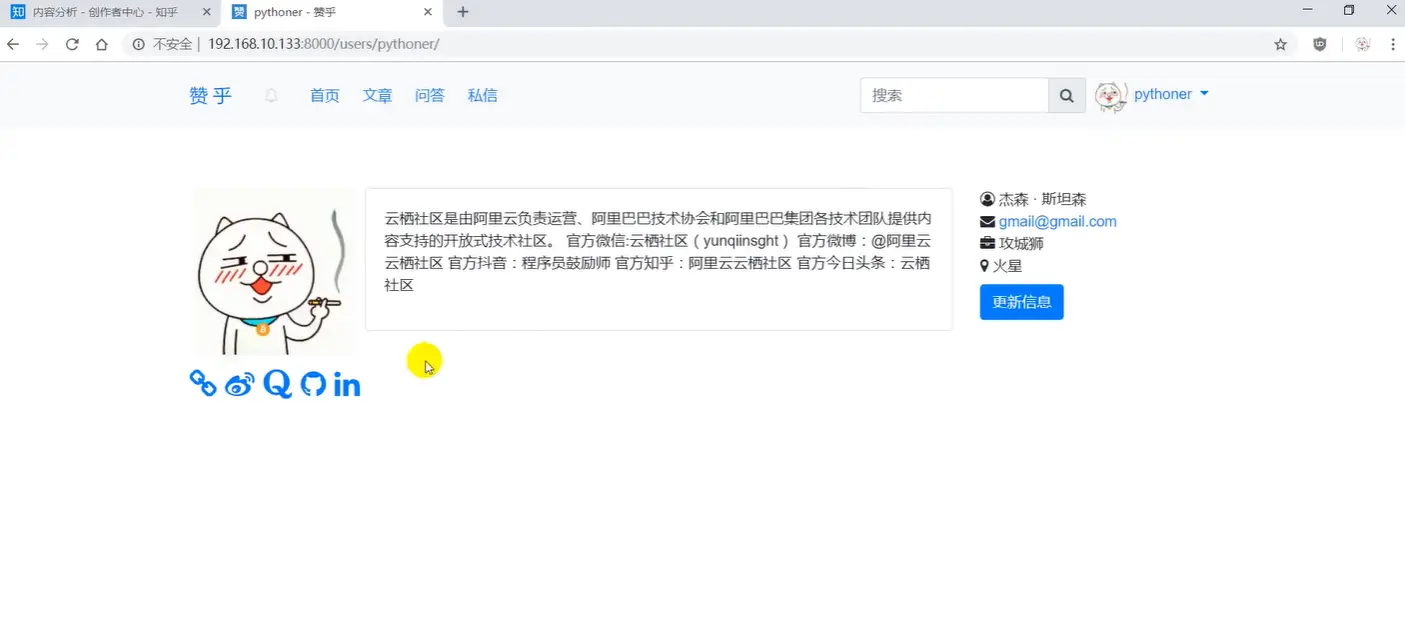 知 内容分析 - 创作者中心 - 知乎
赞 pythoner - 赞乎
不安全 | 192.168.10.133:8000/users/pythoner/
赞乎 首页 文章 问答 私信 搜索 pythoner
云栖社区是由阿里云负责运营、阿里巴巴技术协会和阿里巴巴集团各技术团队提供内
容支持的开放式技术社区。 官方微信:云栖社区（yunqiinsght） 官方微博：@阿里云
云栖社区 官方抖音：程序员鼓励师 官方知乎：阿里云云栖社区 官方今日头条：云栖
社区
杰森 · 斯坦森
gmail@gmail.com
攻城狮
火星
更新信息